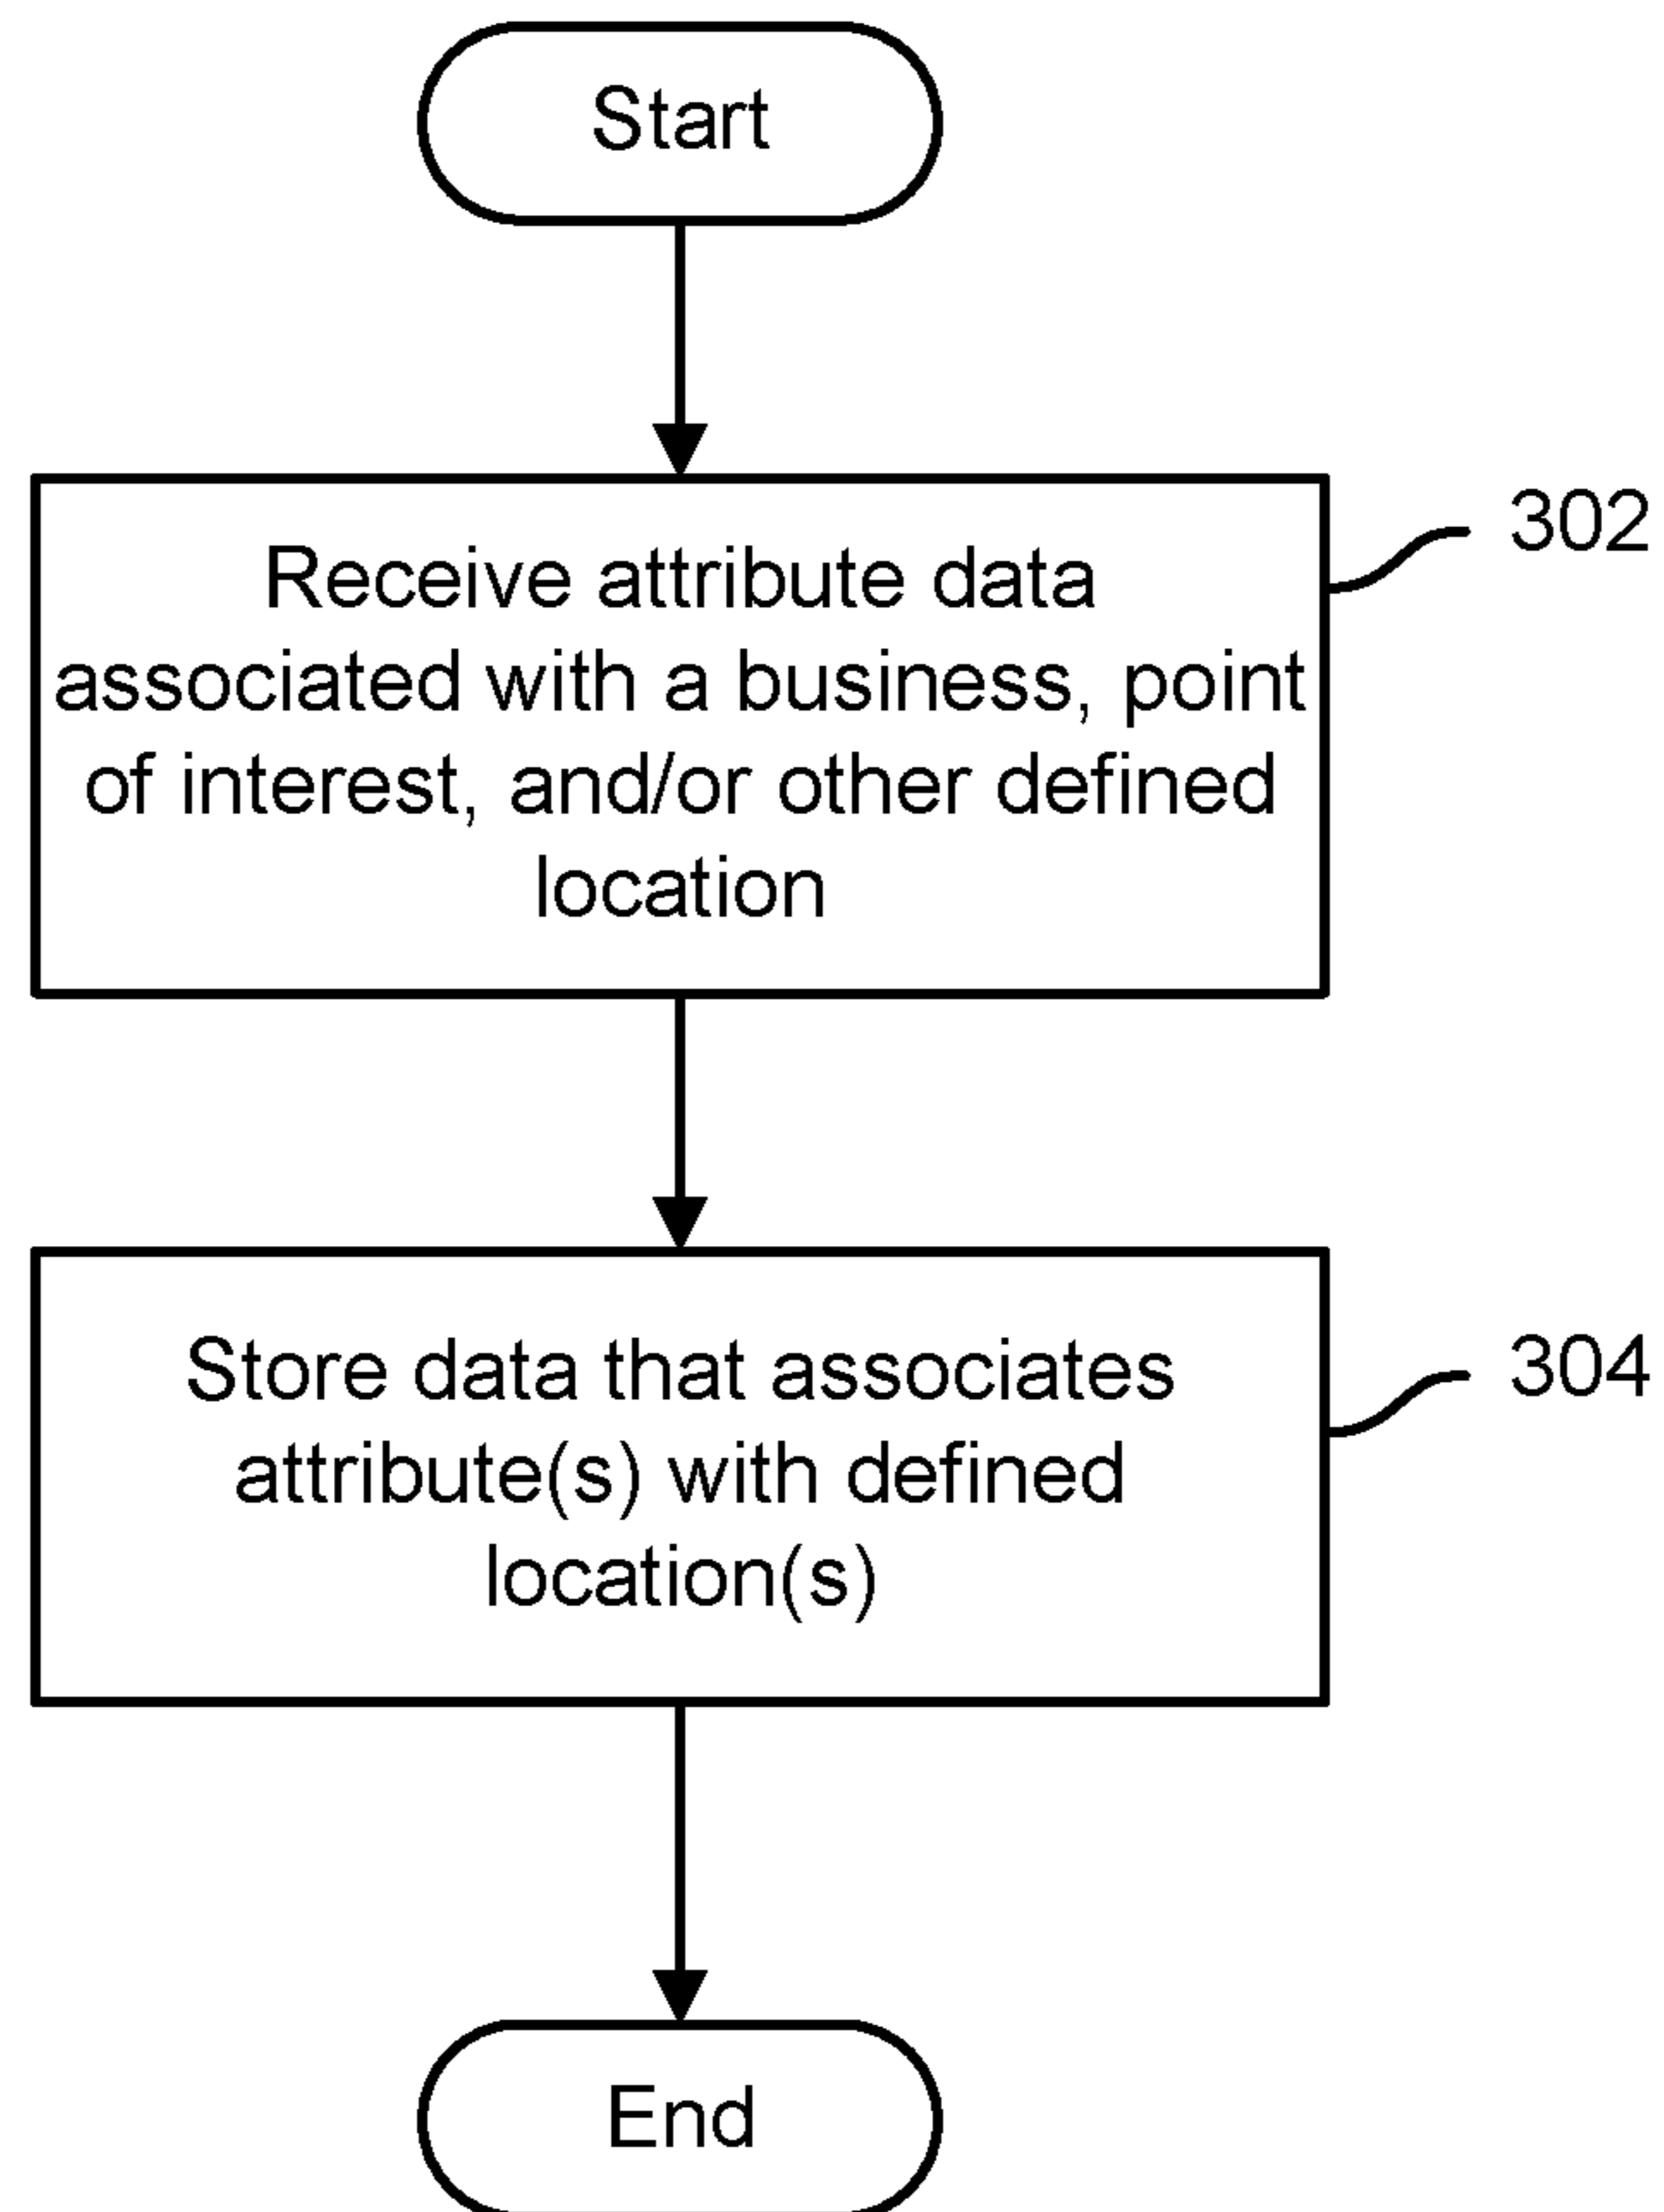 Start
Receive attribute data
associated with a business, point
of interest, and/or other defined
location
302
Store data that associates
attribute(s) with defined
location(s)
304
End